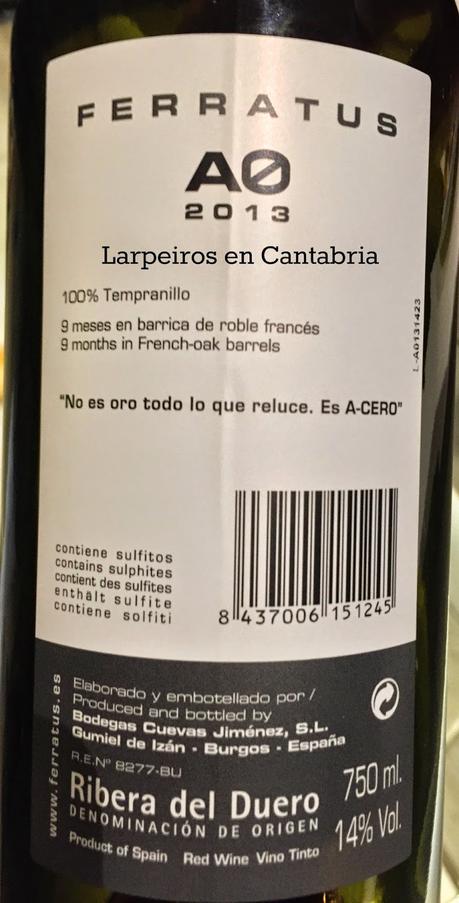 FERRATUS
AØ
2013
Larpeiros en Cantabria
100% Tempranillo
9 meses en barrica de roble francés
9 months in French-oak barrels
L-A0131423
"No es oro todo lo que reluce. Es A-CERO"
contiene sulfitos
contains sulphites
contient des sulfites
enthält sulfite
contiene solfiti
8 437006 151245
www.ferratus.es
Elaborado y embotellado por /
Produced and bottled by
Bodegas Cuevas Jiménez, S.L.
Gumiel de Izán - Burgos - España
R.E.Nº 8277-BU
Ribera del Duero
DENOMINACIÓN DE ORIGEN
750 ml.
14% Vol.
Product of Spain Red Wine Vino Tinto